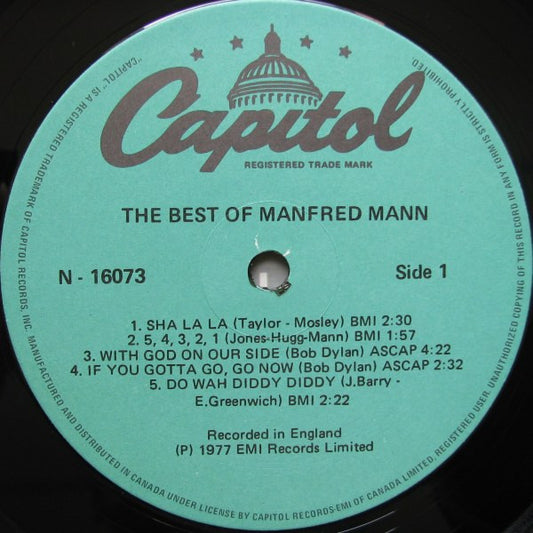 Capitol
REGISTERED TRADE MARK
THE BEST OF MANFRED MANN
N - 16073
Side 1
1. SHA LA LA (Taylor - Mosley) BMI 2:30
2. 5, 4, 3, 2, 1 (Jones-Hugg-Mann) BMI 1:57
3. WITH GOD ON OUR SIDE (Bob Dylan) ASCAP 4:22
4. IF YOU GOTTA GO, GO NOW (Bob Dylan) ASCAP 2:32
5. DO WAH DIDDY DIDDY (J.Barry -
E.Greenwich) BMI 2:22
Recorded in England
(P) 1977 EMI Records Limited
"CAPITOL" IS A REGISTERED TRADEMARK OF CAPITOL RECORDS, INC. MANUFACTURED AND DISTRIBUTED IN CANADA UNDER LICENSE BY CAPITOL RECORDS-EMI OF CANADA LIMITED, REGISTERED USER. UNAUTHORIZED COPYING OF THIS RECORD IN ANY FORM IS STRICTLY PROHIBITED